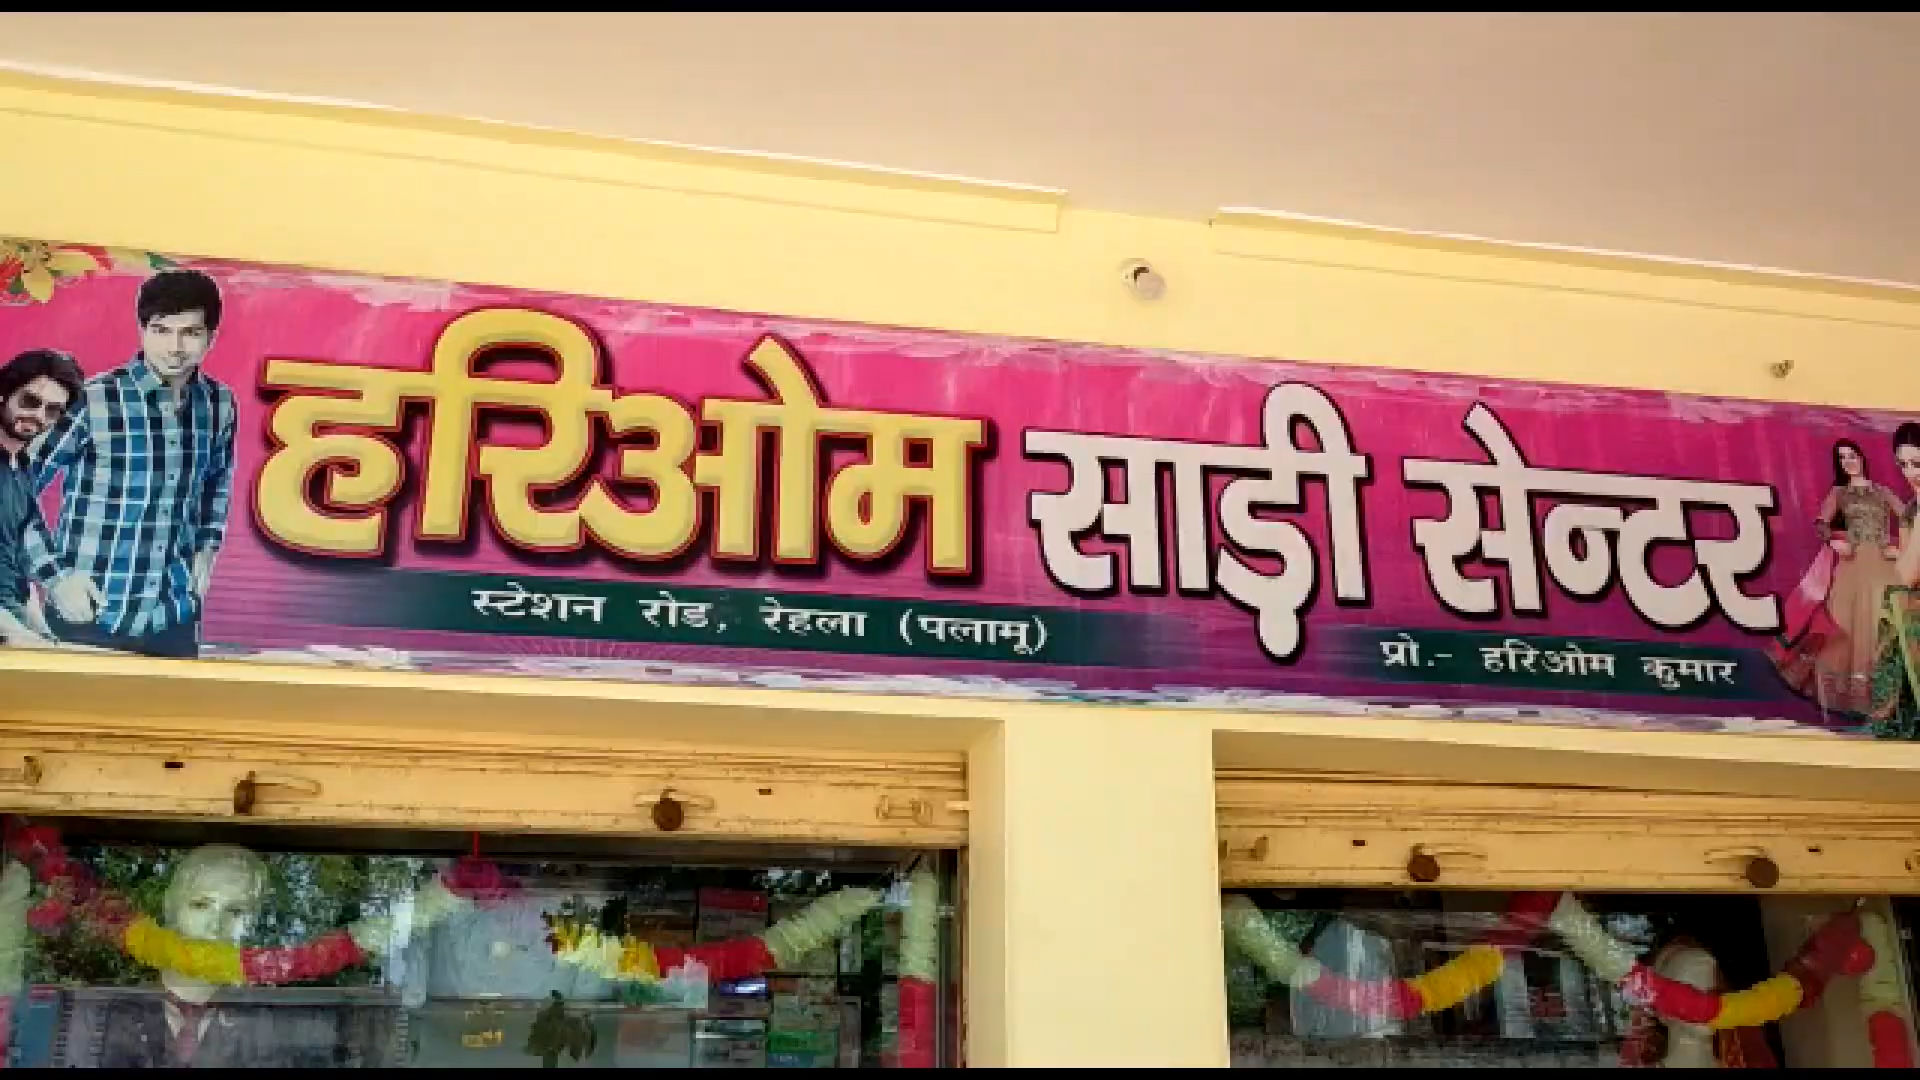 हरिओम साड़ी सेन्टर
स्टेशन रोड, रेहला (पलामू)
प्रो.- हरिओम कुमार